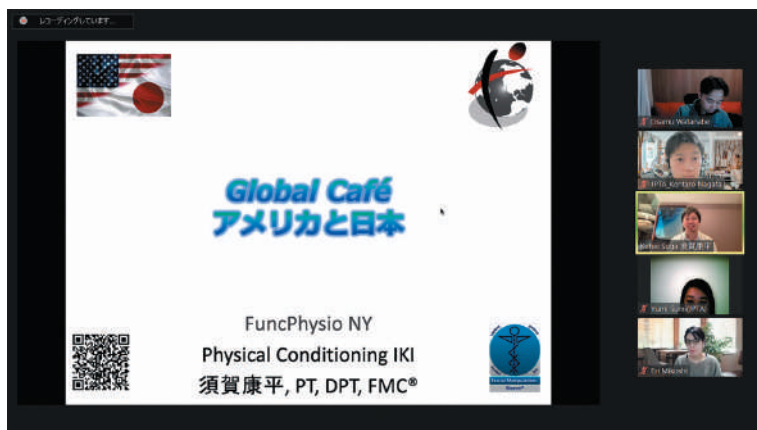 レコーディングしています...
Global Café
アメリカと日本
FuncPhysio NY
Physical Conditioning IKI
須賀康平, PT, DPT, FMC®
Osamu Watanabe
Kentaro Nagata
須賀康平
Eri Mikoshi